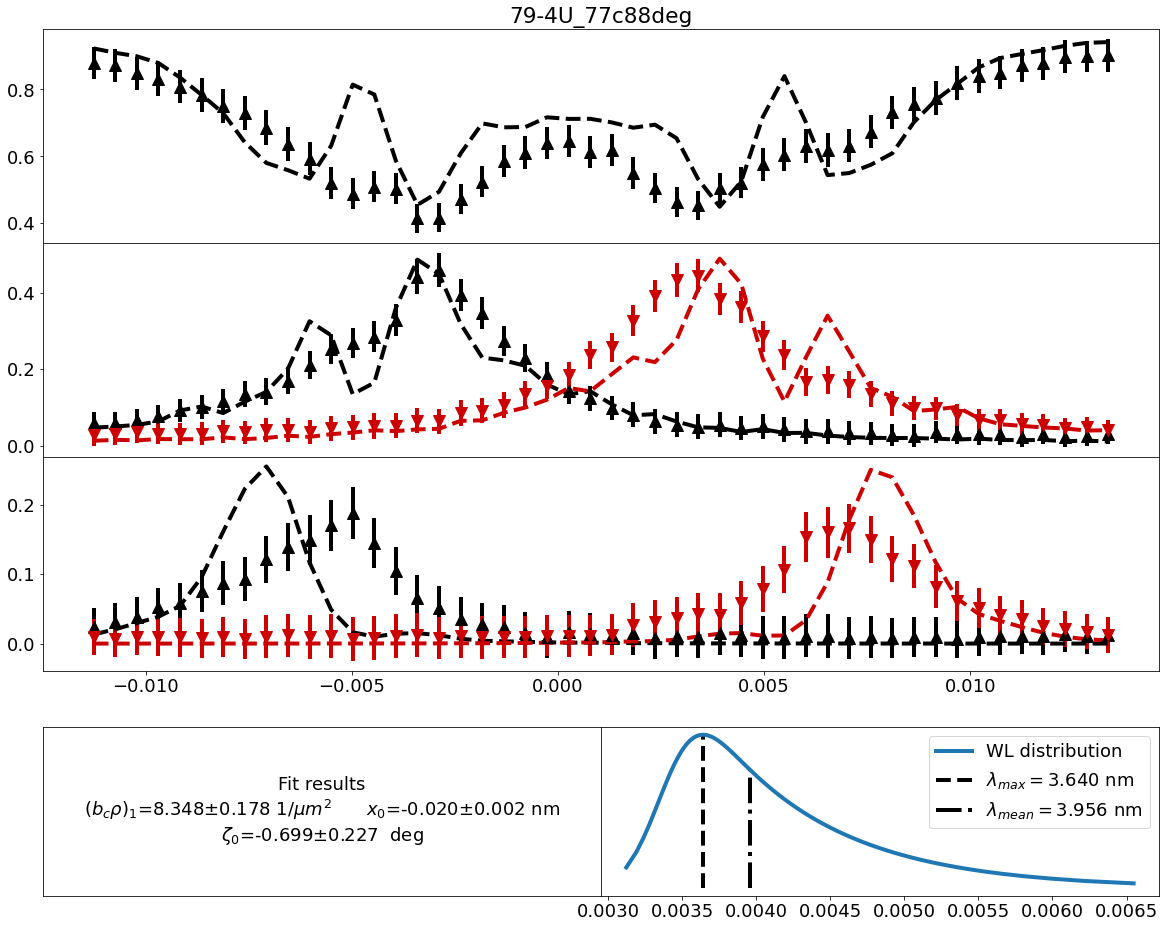 79-4U_77c88deg
0.8
0.6
0.4
0.4
0.2
0.0
0.2
0.1
0.0
−0.010 −0.005 0.000 0.005 0.010
Fit results
(b_cρ)_1=8.348±0.178 1/μm² x_0=-0.020±0.002 nm
ζ_0=-0.699±0.227 deg
WL distribution
λ_max = 3.640 nm
λ_mean = 3.956 nm
0.0030 0.0035 0.0040 0.0045 0.0050 0.0055 0.0060 0.0065